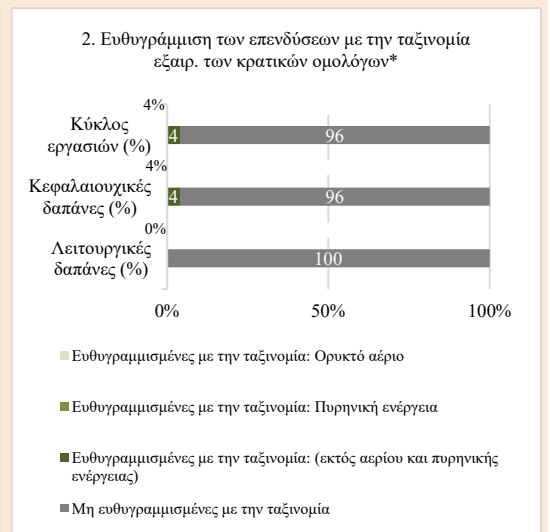 2. Ευθυγράμμιση των επενδύσεων με την ταξινομία
εξαιρ. των κρατικών ομολόγων*
4%
Κύκλος
εργασιών (%)
4
96
4%
Κεφαλαιουχικές
δαπάνες (%)
4
96
0%
Λειτουργικές
δαπάνες (%)
100
0%
50%
100%
Ευθυγραμμισμένες με την ταξινομία: Ορυκτό αέριο
Ευθυγραμμισμένες με την ταξινομία: Πυρηνική ενέργεια
Ευθυγραμμισμένες με την ταξινομία: (εκτός αερίου και πυρηνικής
ενέργειας)
Μη ευθυγραμμισμένες με την ταξινομία